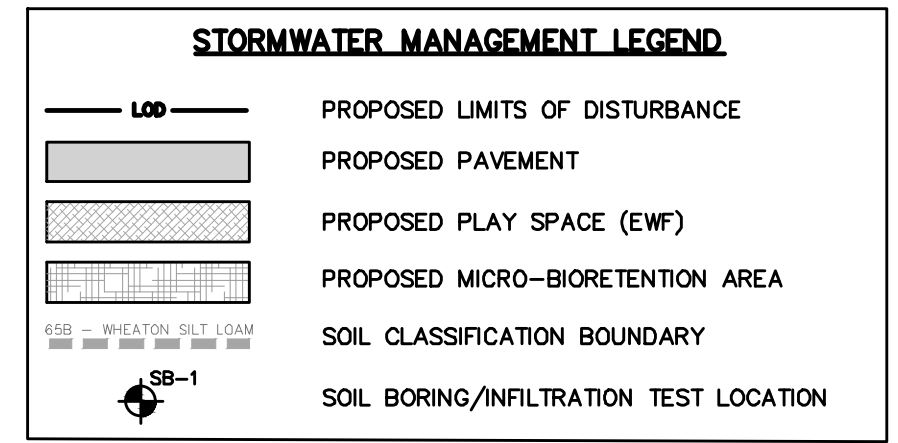 STORMWATER MANAGEMENT LEGEND
LOD PROPOSED LIMITS OF DISTURBANCE
PROPOSED PAVEMENT
PROPOSED PLAY SPACE (EWF)
PROPOSED MICRO-BIORETENTION AREA
65B - WHEATON SILT LOAM SOIL CLASSIFICATION BOUNDARY
SB-1 SOIL BORING/INFILTRATION TEST LOCATION